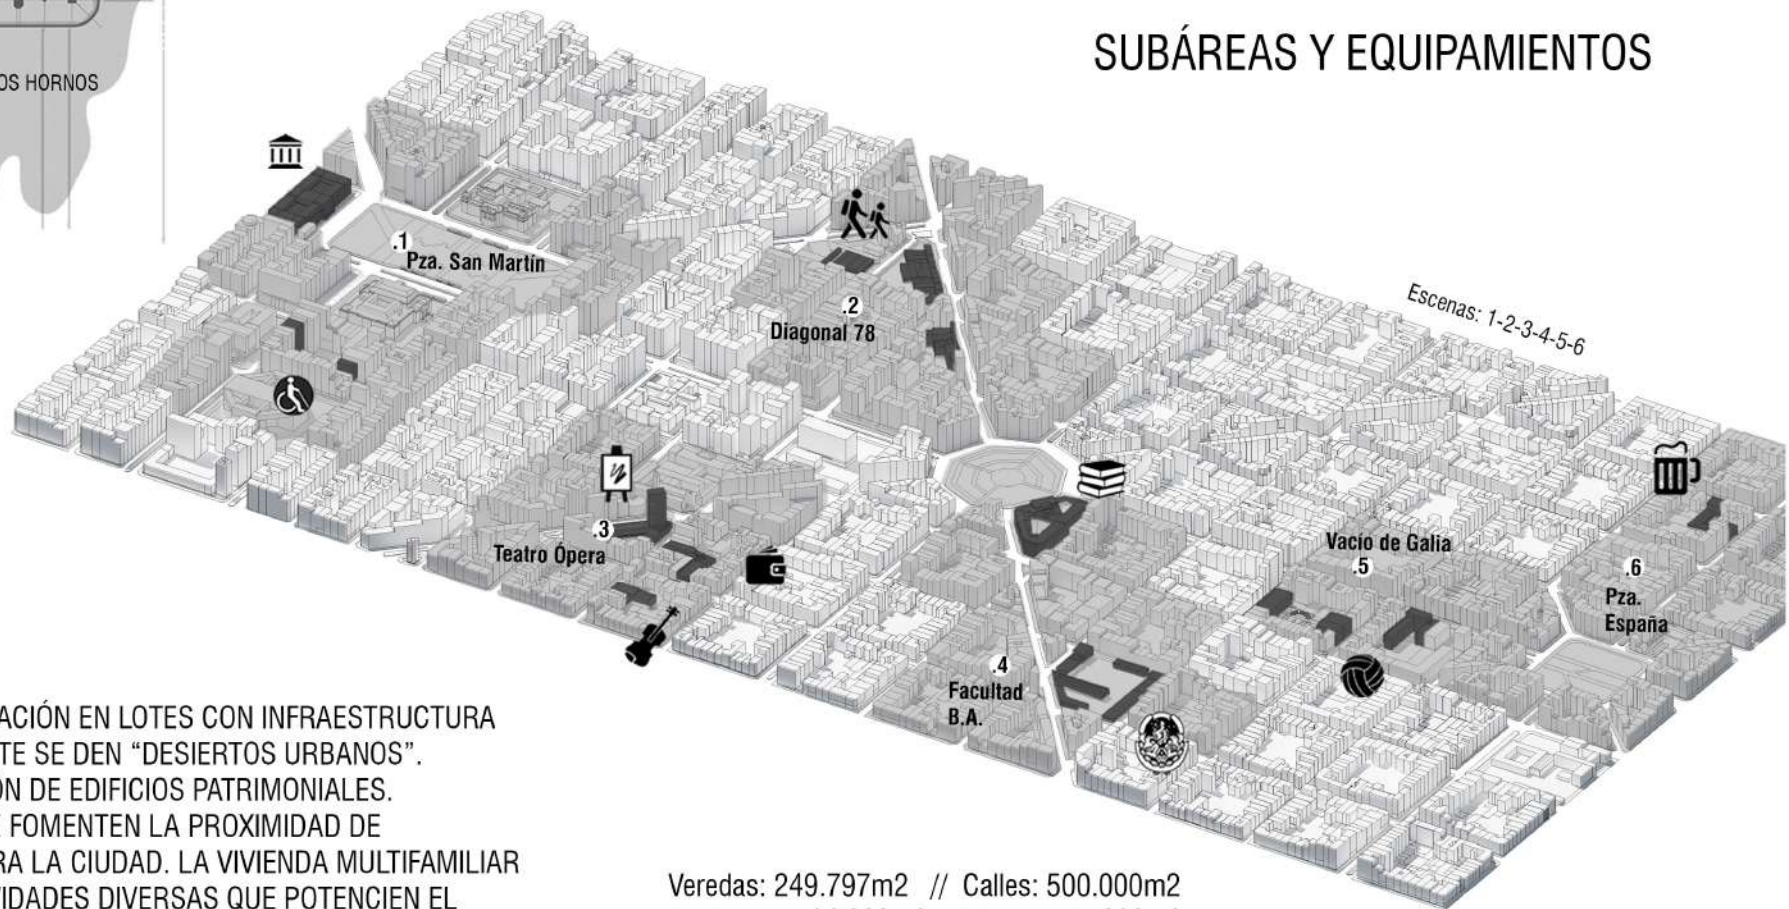 SUBÁREAS Y EQUIPAMIENTOS
OS HORNOS
.1
Pza. San Martín
.2
Diagonal 78
Escenas: 1-2-3-4-5-6
.3
Teatro Ópera
Vacío de Galia
.5
.6
Pza.
España
.4
Facultad
B.A.
ACIÓN EN LOTES CON INFRAESTRUCTURA
TE SE DEN “DESIERTOS URBANOS”.
ÓN DE EDIFICIOS PATRIMONIALES.
E FOMENTEN LA PROXIMIDAD DE
RA LA CIUDAD. LA VIVIENDA MULTIFAMILIAR
VIDADES DIVERSAS QUE POTENCIEN EL
Veredas: 249.797m2 // Calles: 500.000m2